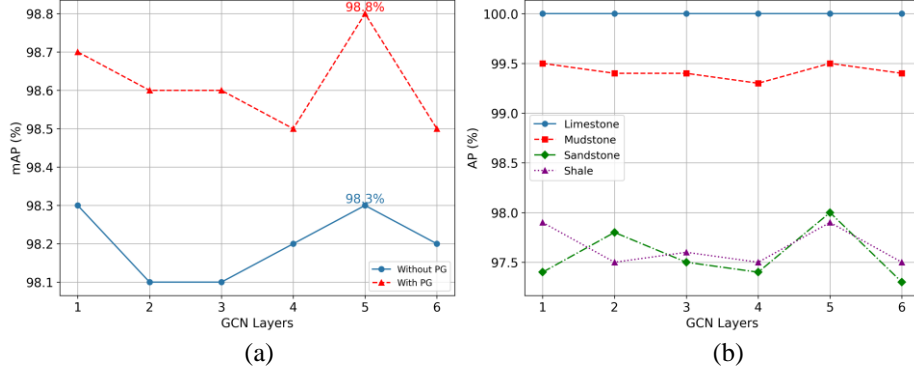 98.8
98.7
98.6
98.5
98.4
98.3
98.2
98.1
mAP (%)
98.8%
98.3%
Without PG
With PG
1 2 3 4 5 6
GCN Layers
(a)
100.0
99.5
99.0
98.5
98.0
97.5
AP (%)
Limestone
Mudstone
Sandstone
Shale
1 2 3 4 5 6
GCN Layers
(b)